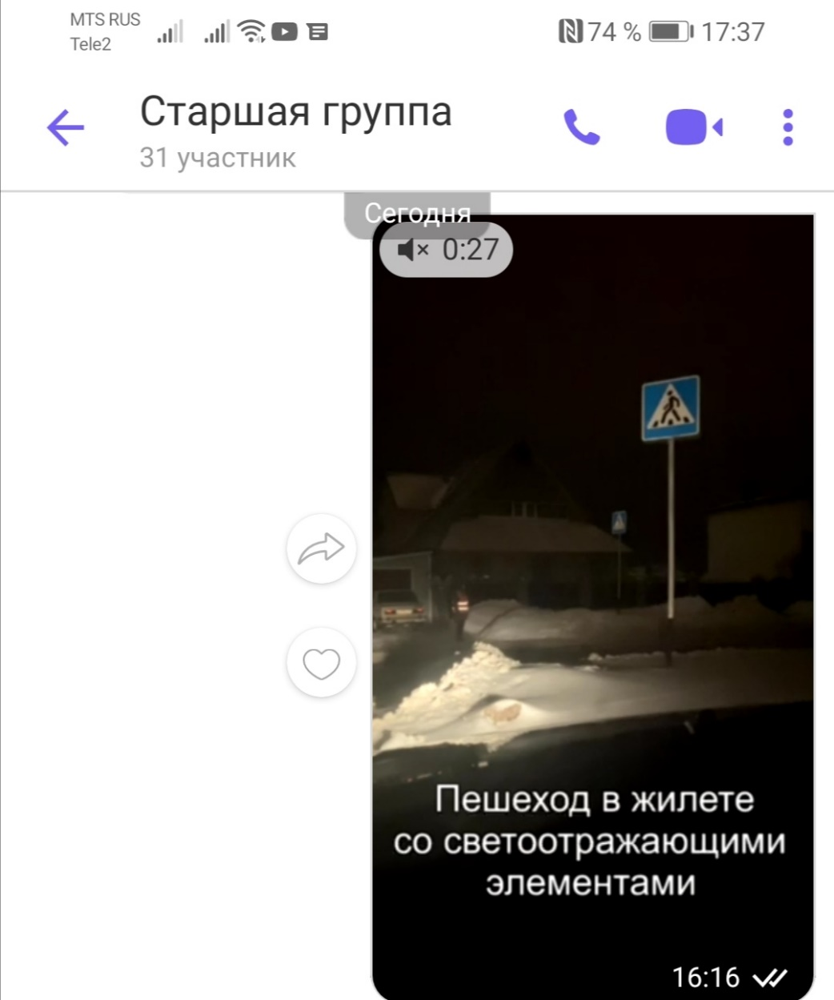 MTS RUS
Tele2
74 % 17:37
Старшая группа
31 участник
Сегодня
0:27
Пешеход в жилете
со светоотражающими
элементами
16:16